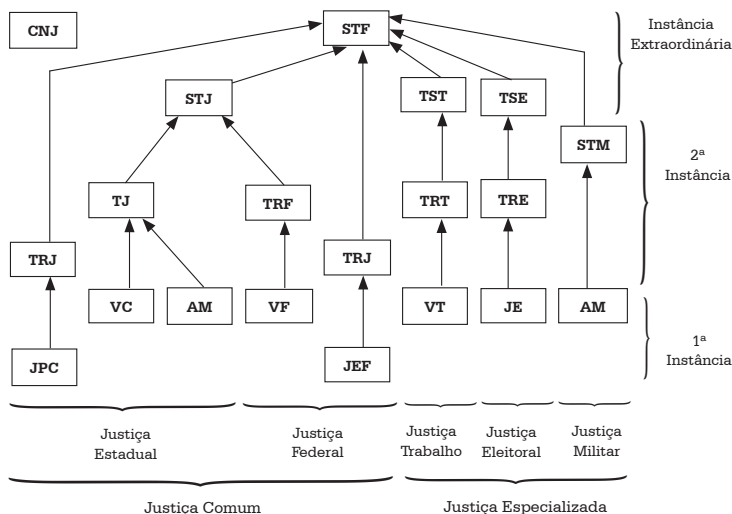 CNJ
STF
Instância
Extraordinária
STJ
TST
TSE
STM
2ª
Instância
TJ
TRF
TRT
TRE
TRJ
TRJ
VC
AM
VF
VT
JE
AM
JPC
JEF
1ª
Instância
Justiça
Estadual
Justiça
Federal
Justiça
Trabalho
Justiça
Eleitoral
Justiça
Militar
Justiça Comum
Justiça Especializada